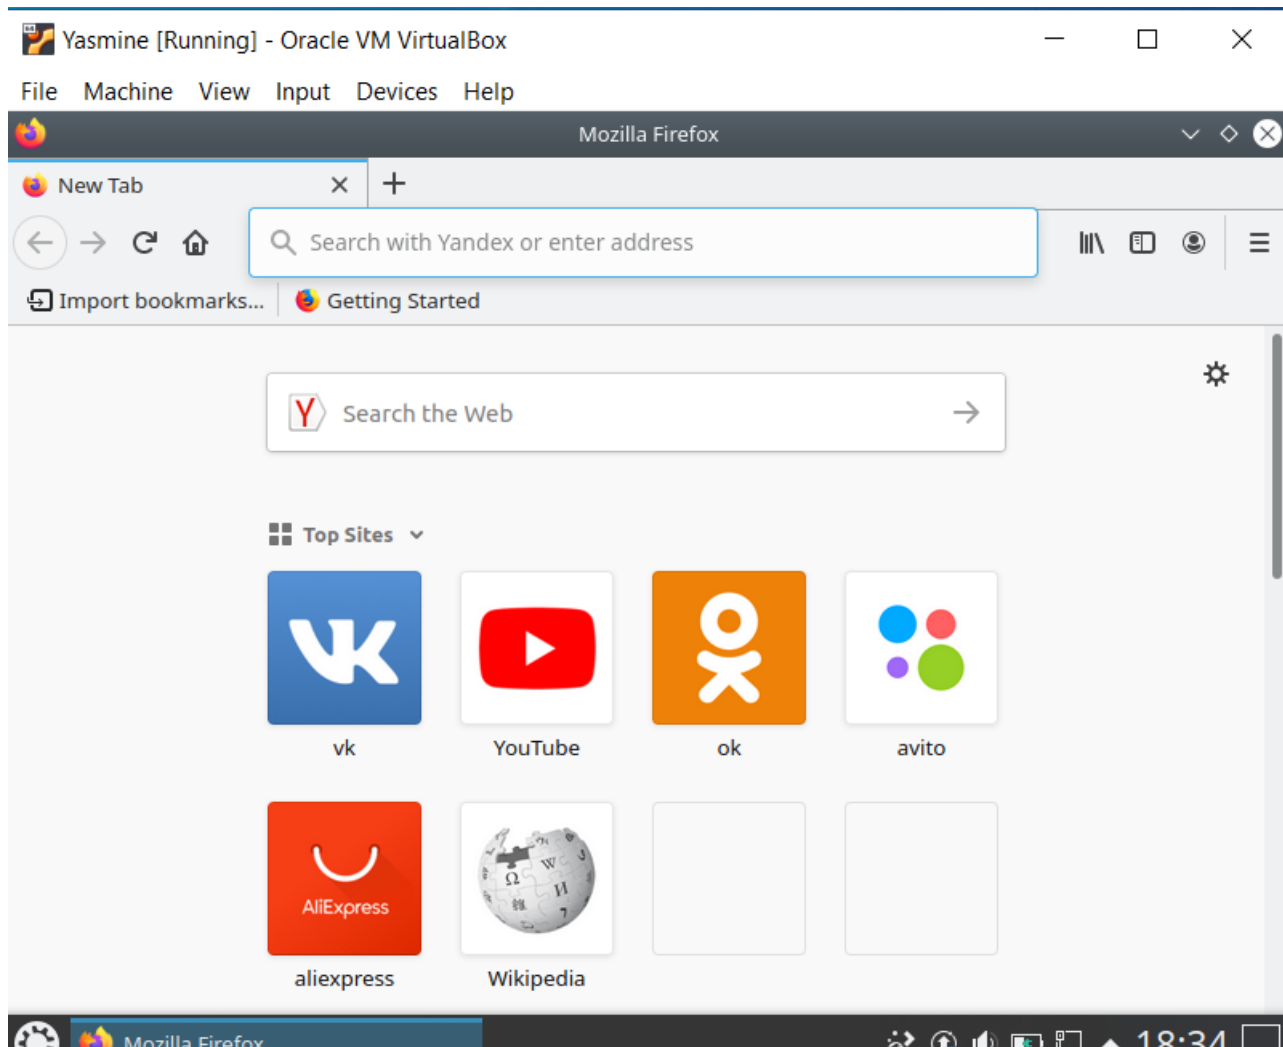 Yasmine [Running] - Oracle VM VirtualBox
File Machine View Input Devices Help
Mozilla Firefox
New Tab
Search with Yandex or enter address
Import bookmarks... Getting Started
Y Search the Web
Top Sites
vk YouTube ok avito
AliExpress
aliexpress Wikipedia
Mozilla Firefox 18:34